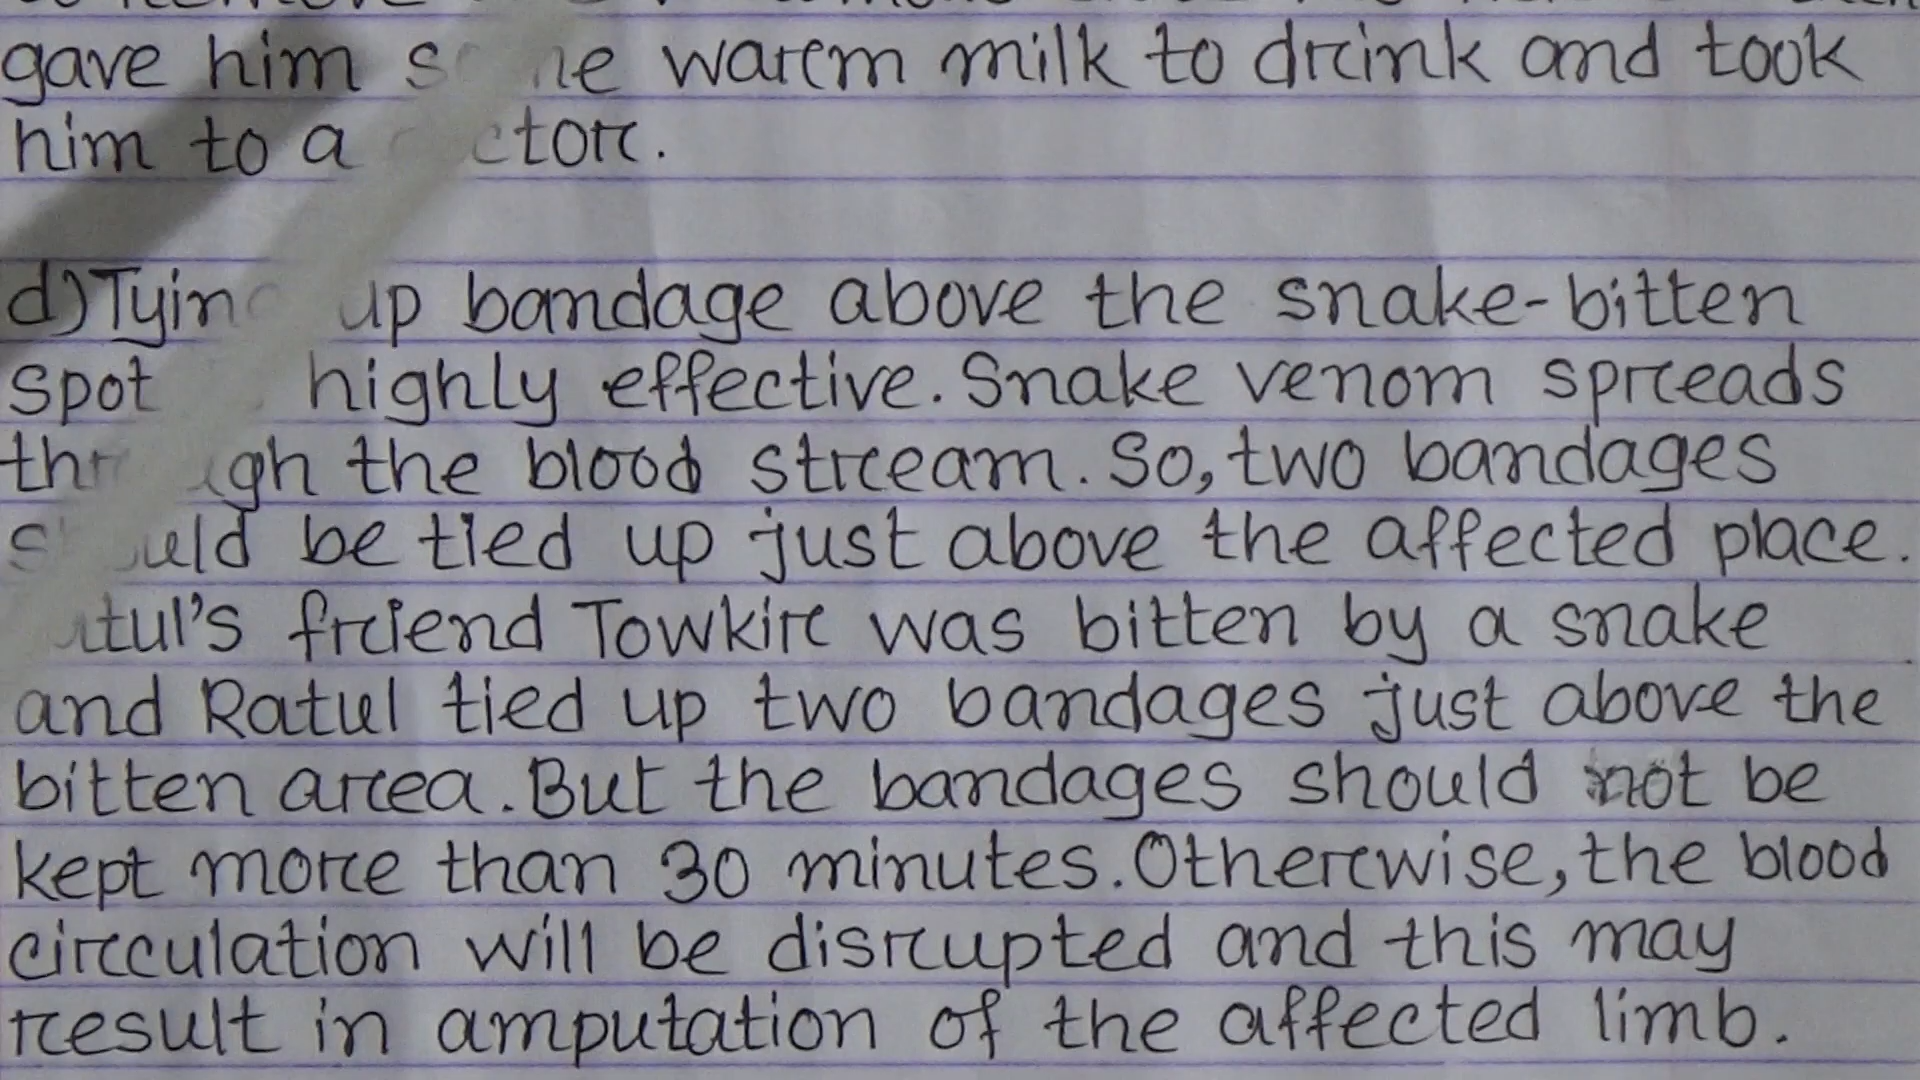 gave him warm milk to drink and took
him to a
d) up bandage above the snake-bitten
spot highly effective. Snake venom spreads
the blood stream. So, two bandages
be tied up just above the affected place.
friend Towkir was bitten by a snake
and Ratul tied up two bandages just above the
bitten area. But the bandages should not be
kept more than 30 minutes. Otherwise, the blood
circulation will be disrupted and this may
result in amputation of the affected limb.